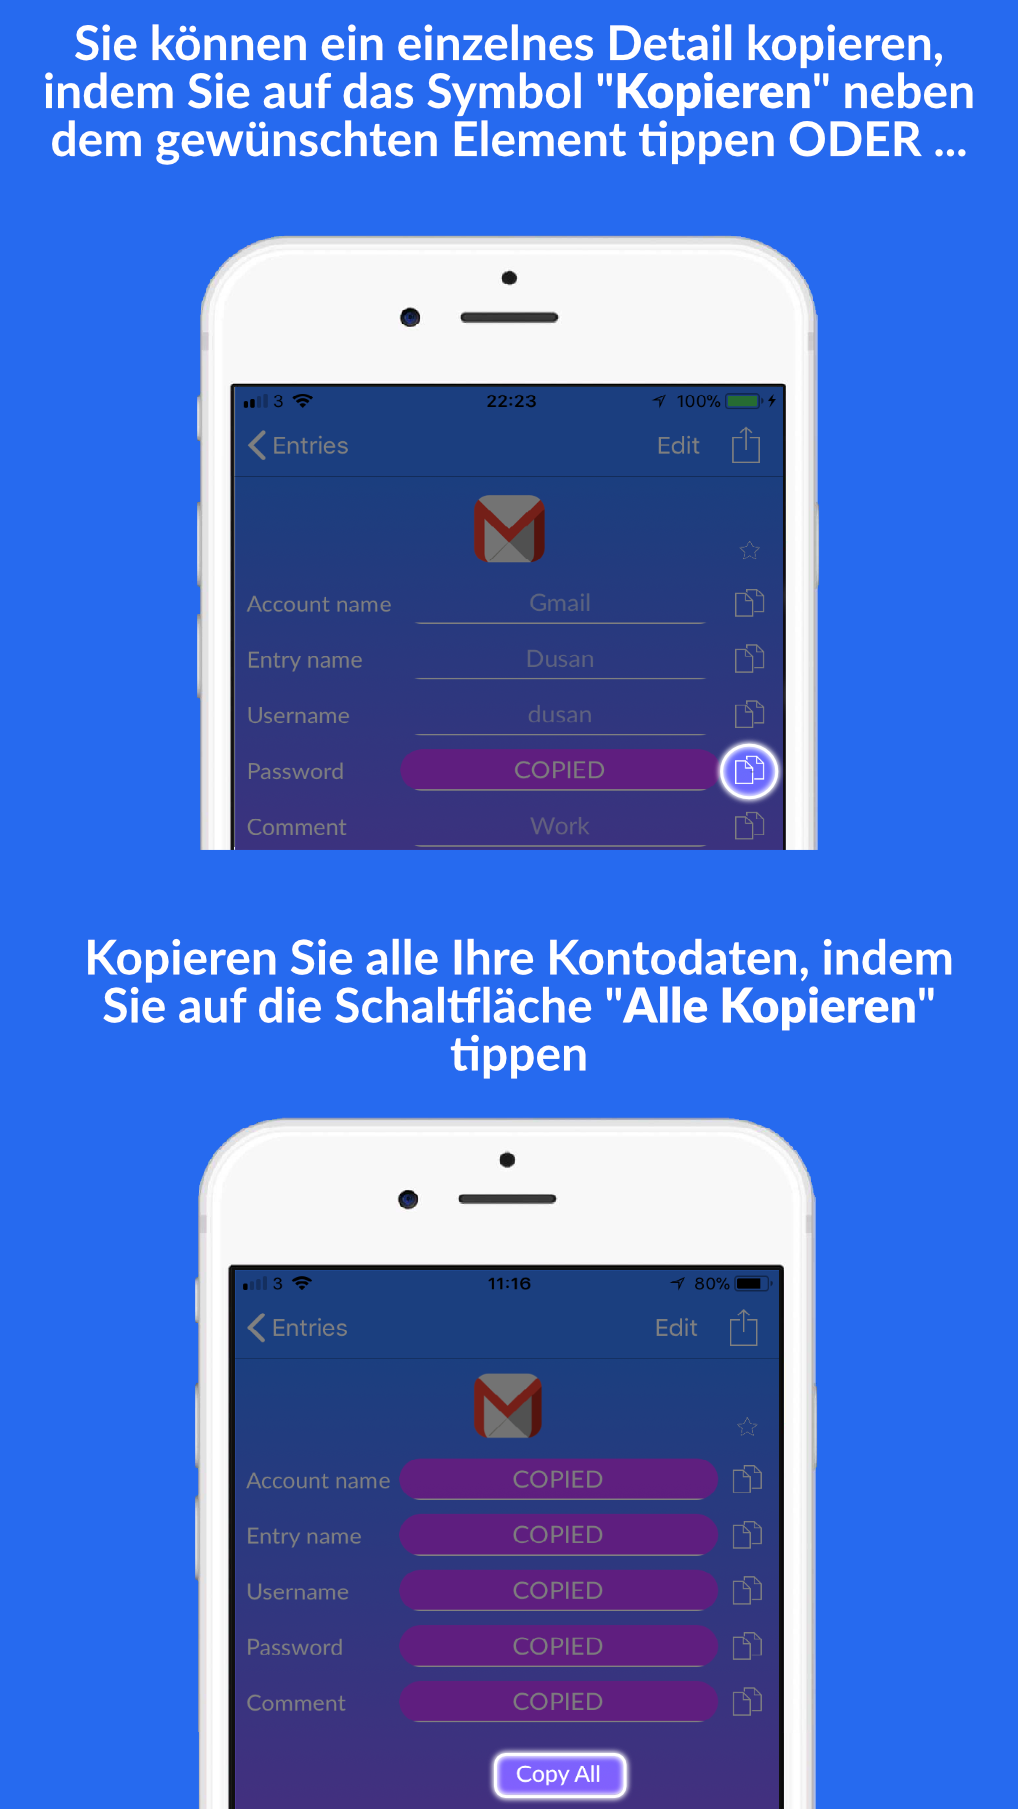 Sie können ein einzelnes Detail kopieren,
indem Sie auf das Symbol "Kopieren" neben
dem gewünschten Element tippen ODER ...
3 22:23 100%
Entries Edit
Account name Gmail
Entry name Dusan
Username dusan
Password COPIED
Comment Work
Kopieren Sie alle Ihre Kontodaten, indem
Sie auf die Schaltfläche "Alle Kopieren"
tippen
3 11:16 80%
Entries Edit
Account name COPIED
Entry name COPIED
Username COPIED
Password COPIED
Comment COPIED
Copy All